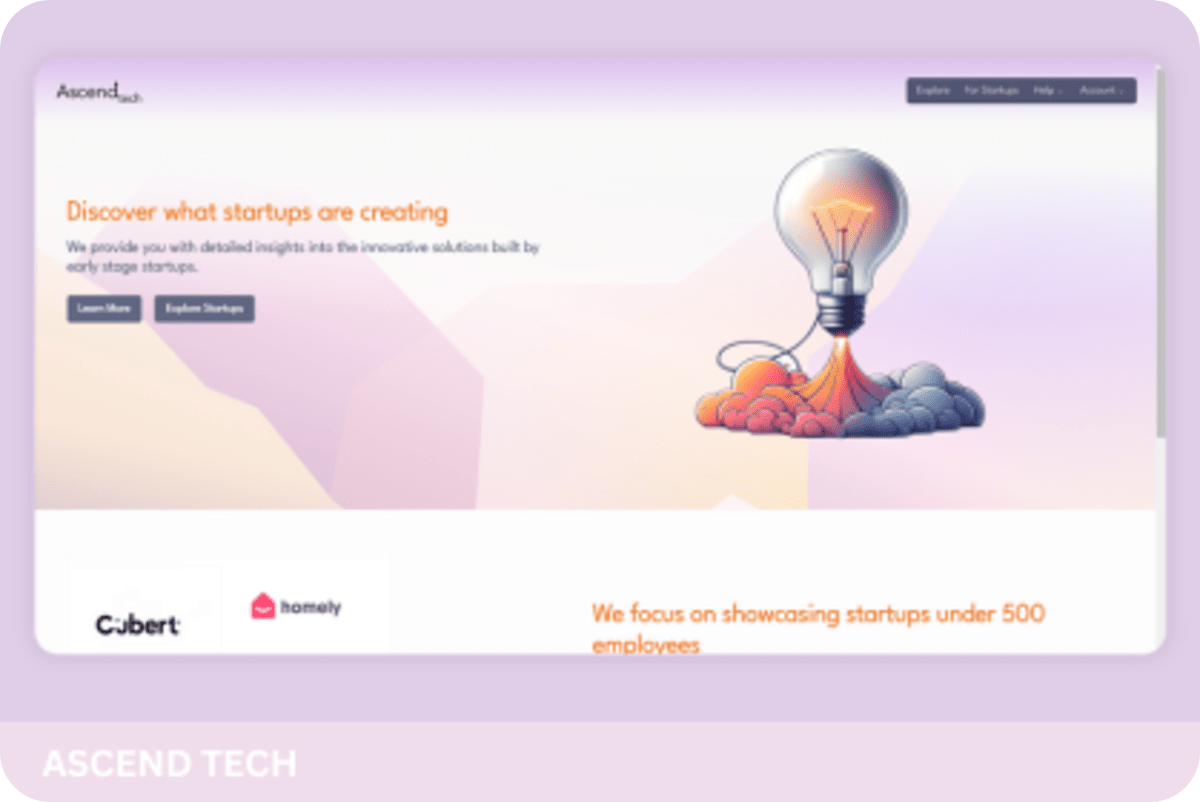 Ascend tech
Explore For Startups Help Account
Discover what startups are creating
We provide you with detailed insights into the innovative solutions built by
early stage startups.
Learn More Explore Startups
Cubert
homely
We focus on showcasing startups under 500
employees
ASCEND TECH